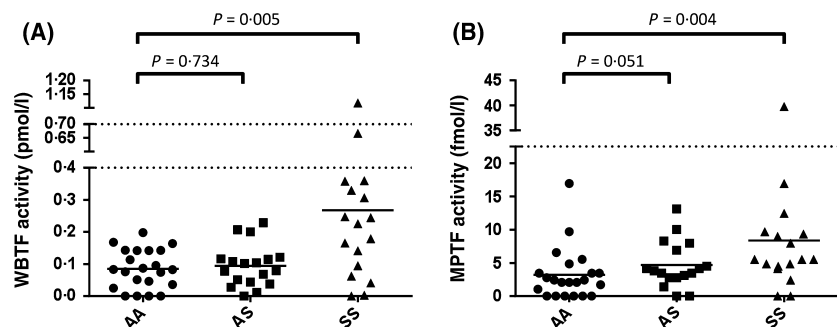 (A)
P = 0·005
P = 0·734
1·20
1·15
0·70
0·65
0·4
0·3
0·2
0·1
0·0
WBTF activity (pmol/l)
AA
AS
SS
(B)
P = 0·004
P = 0·051
45
40
35
20
15
10
5
0
MPTF activity (fmol/l)
AA
AS
SS